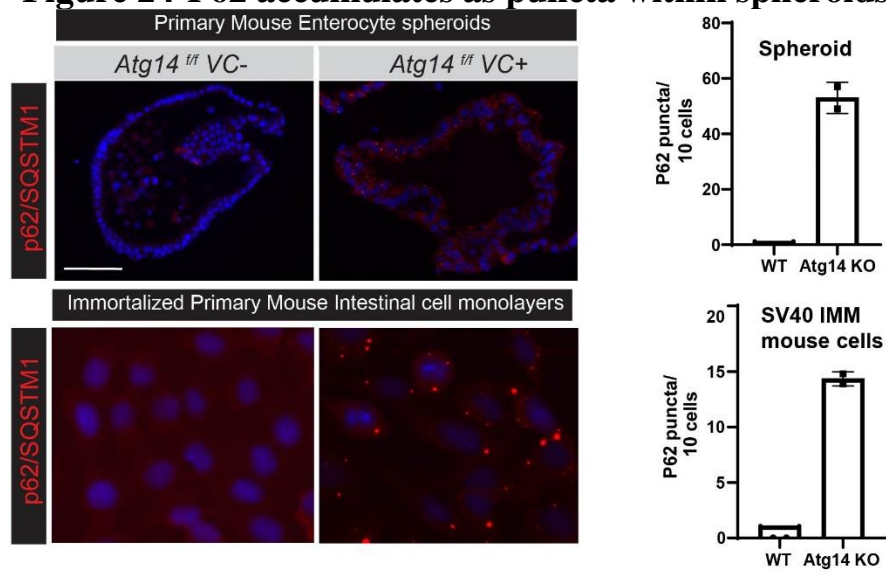 Figure 24 P62 accumulates as puncta within spheroids
Primary Mouse Enterocyte spheroids
Atg14 f/f VC-
Atg14 f/f VC+
p62/SQSTM1
Immortalized Primary Mouse Intestinal cell monolayers
p62/SQSTM1
Spheroid
P62 puncta/
10 cells
80
60
40
20
0
WT Atg14 KO
SV40 IMM
mouse cells
P62 puncta/
10 cells
20
15
10
5
0
WT Atg14 KO